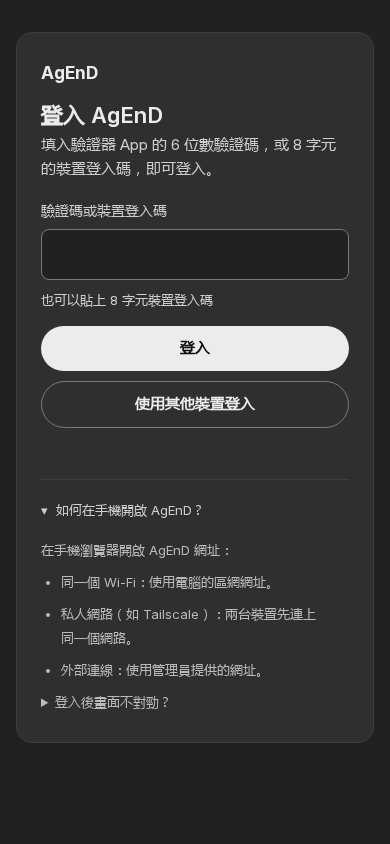 AgEnD
登入 AgEnD
填入驗證器 App 的 6 位數驗證碼，或 8 字元
的裝置登入碼，即可登入。
驗證碼或裝置登入碼
也可以貼上 8 字元裝置登入碼
登入
使用其他裝置登入
▾ 如何在手機開啟 AgEnD？
在手機瀏覽器開啟 AgEnD 網址：
• 同一個 Wi-Fi：使用電腦的區網網址。
• 私人網路（如 Tailscale ）：兩台裝置先連上
同一個網路。
• 外部連線：使用管理員提供的網址。
▶ 登入後畫面不對勁？